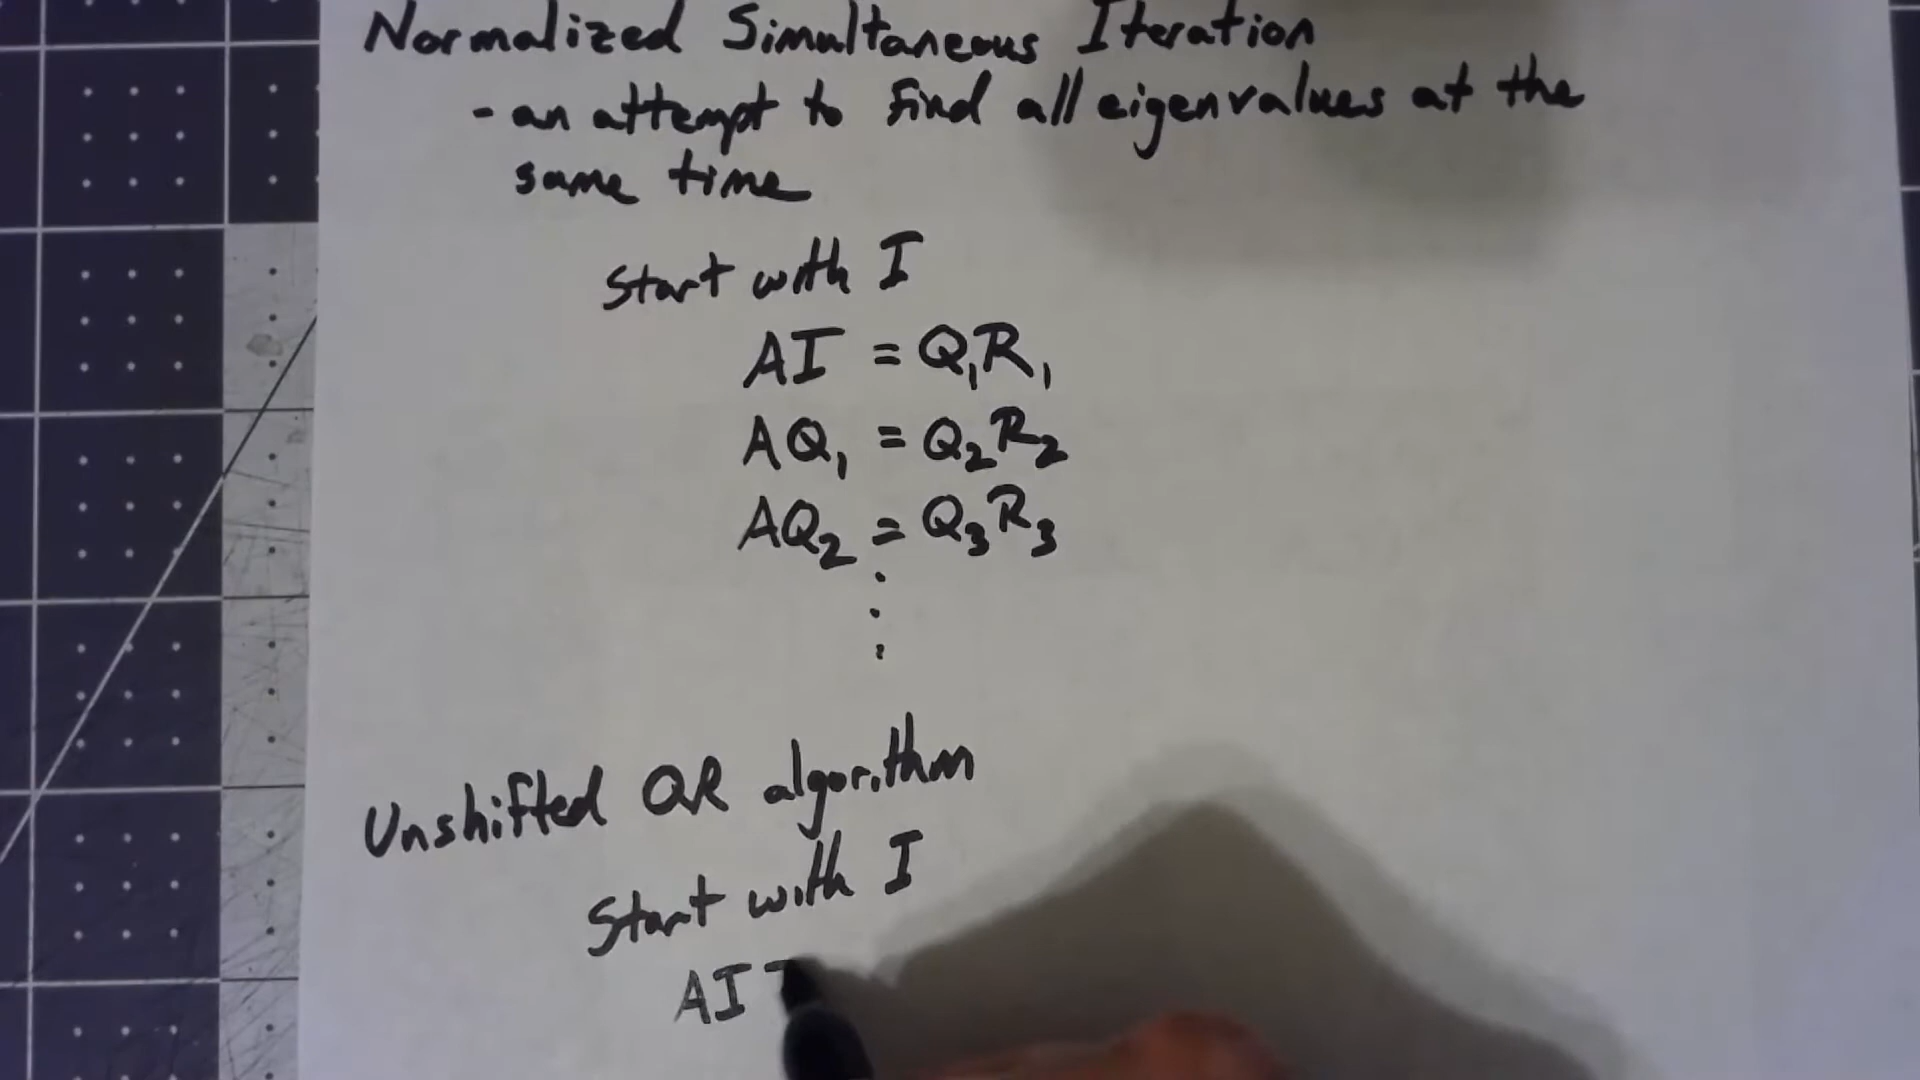 Normalized Simultaneous Iteration
- an attempt to find all eigenvalues at the
same time
Start with I
AI = Q₁R₁
AQ₁ = Q₂R₂
AQ₂ = Q₃R₃
⋮
Unshifted QR algorithm
Start with I
AI